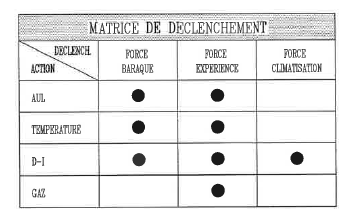 MATRICE DE DECLENCHEMENT
DECLENCH.
ACTION
FORCE
BARAQUE
FORCE
EXPERIENCE
FORCE
CLIMATISATION
AUL
TEMPERATURE
D-I
GAZ